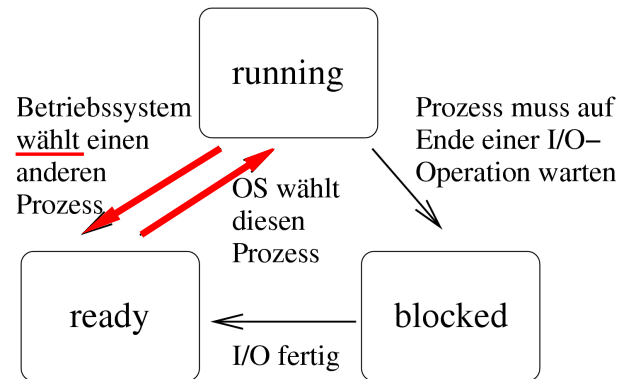 running
Betriebssystem
wählt einen
anderen
Prozess
Prozess muss auf
Ende einer I/O–
Operation warten
OS wählt
diesen
Prozess
ready
blocked
I/O fertig